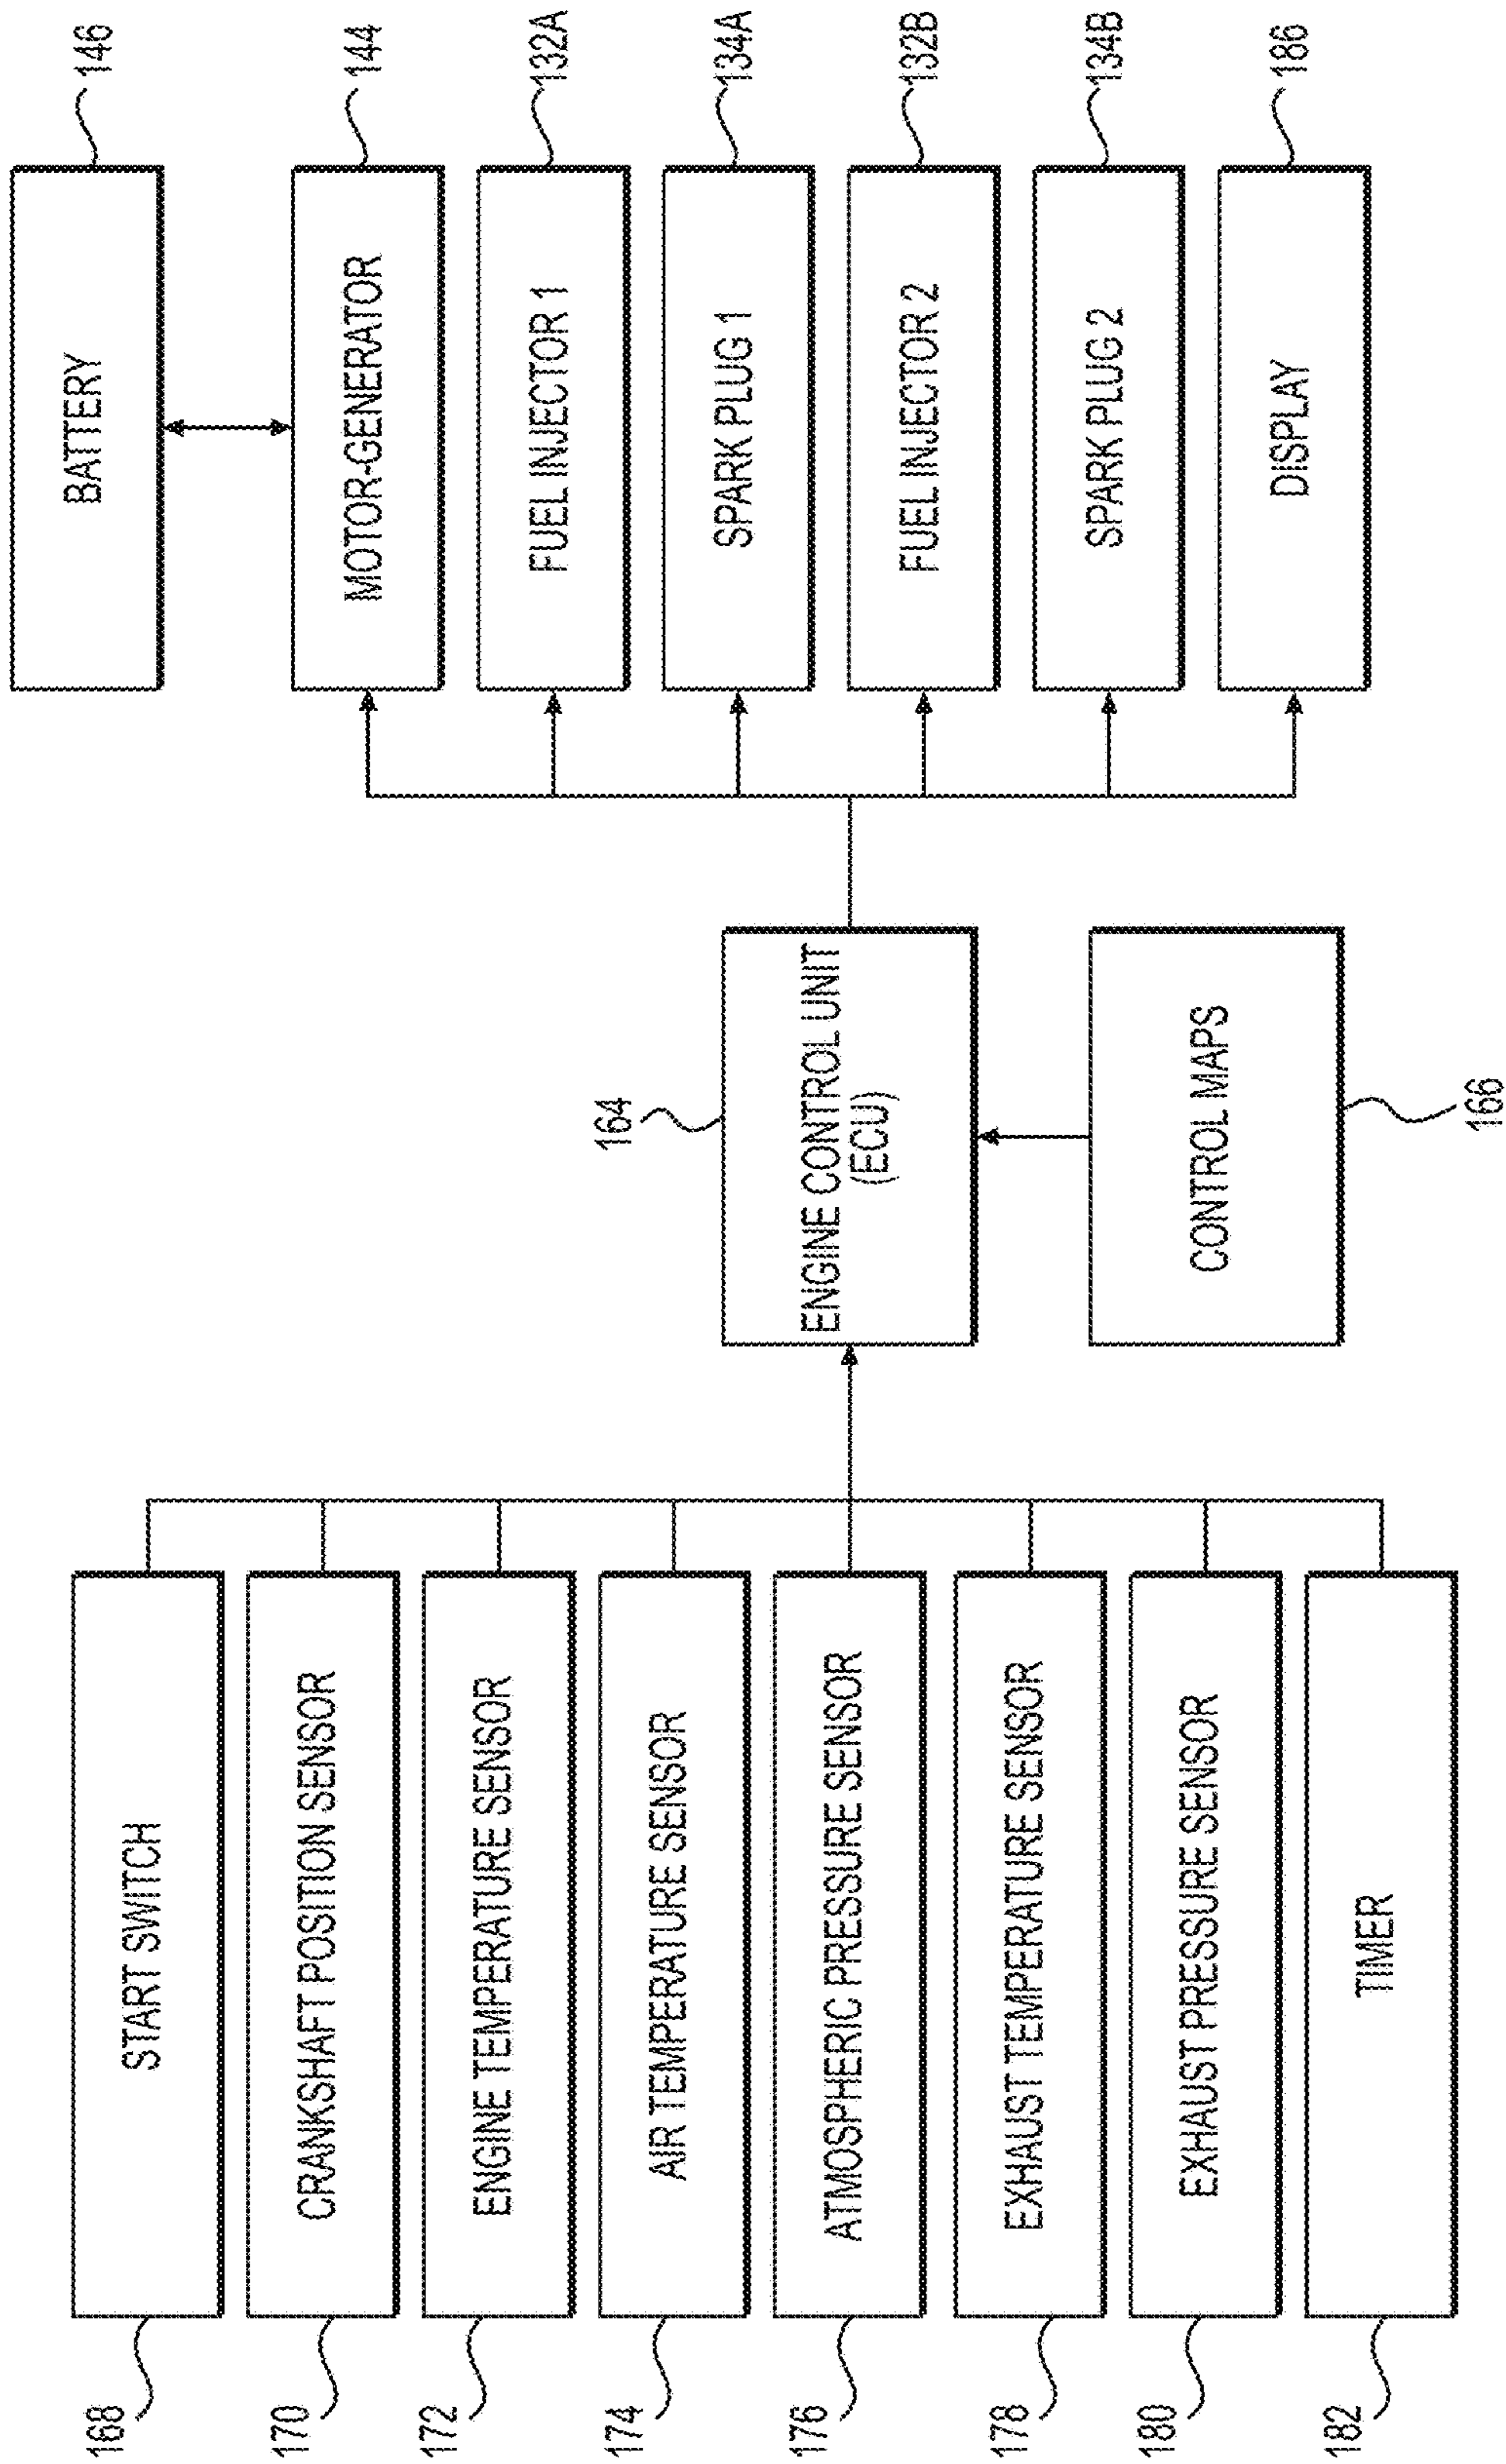 168
START SWITCH
170
CRANKSHAFT POSITION SENSOR
172
ENGINE TEMPERATURE SENSOR
174
AIR TEMPERATURE SENSOR
176
ATMOSPHERIC PRESSURE SENSOR
178
EXHAUST TEMPERATURE SENSOR
180
EXHAUST PRESSURE SENSOR
182
TIMER
164
ENGINE CONTROL UNIT
(ECU)
CONTROL MAPS
166
BATTERY
146
MOTOR-GENERATOR
144
FUEL INJECTOR 1
132A
SPARK PLUG 1
134A
FUEL INJECTOR 2
132B
SPARK PLUG 2
134B
DISPLAY
186